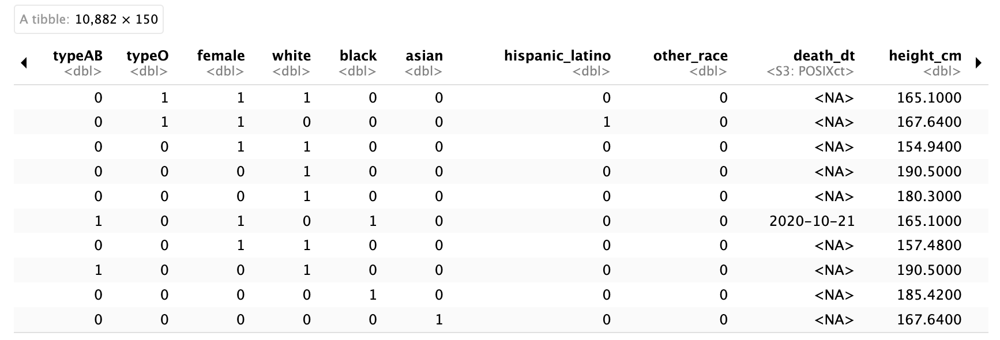 A tibble: 10,882 × 150
typeAB typeO female white black asian hispanic_latino other_race death_dt height_cm
<dbl> <dbl> <dbl> <dbl> <dbl> <dbl> <dbl> <dbl> <S3: POSIXct> <dbl>
0 1 1 1 0 0 0 0 <NA> 165.1000
0 1 1 0 0 0 1 0 <NA> 167.6400
0 0 1 1 0 0 0 0 <NA> 154.9400
0 0 0 1 0 0 0 0 <NA> 190.5000
0 0 0 1 0 0 0 0 <NA> 180.3000
1 0 1 0 1 0 0 0 2020-10-21 165.1000
0 0 1 1 0 0 0 0 <NA> 157.4800
1 0 0 1 0 0 0 0 <NA> 190.5000
0 0 0 0 1 0 0 0 <NA> 185.4200
0 0 0 0 0 1 0 0 <NA> 167.6400